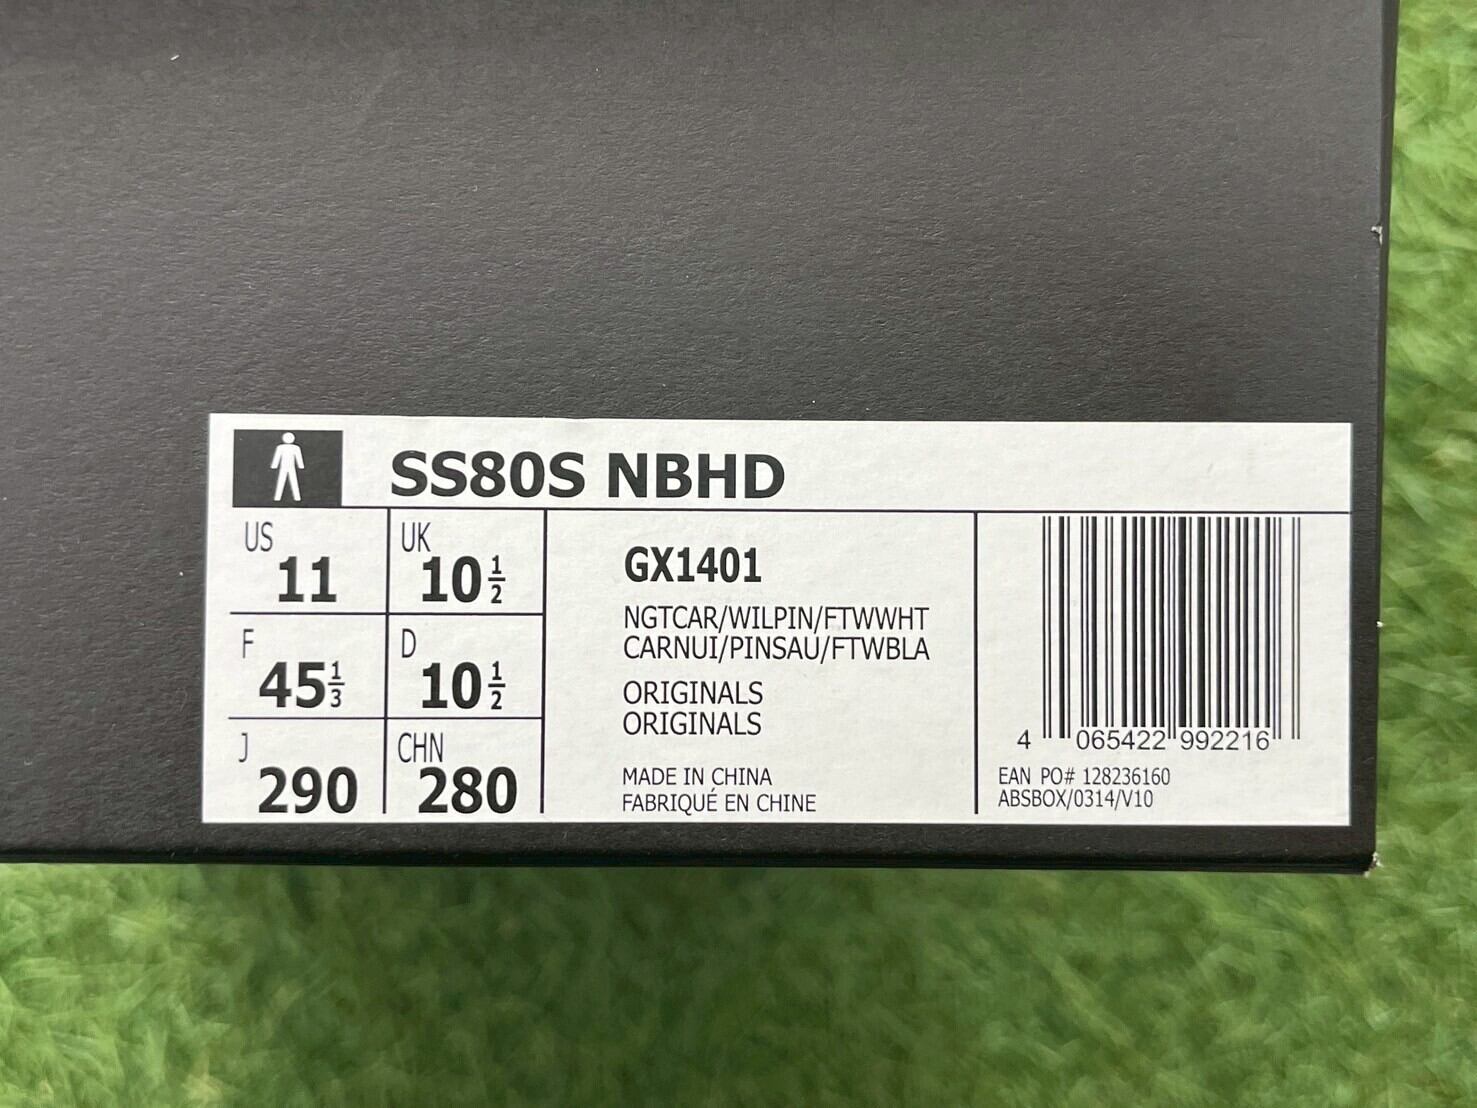 SS80S NBHD
US 11
UK 10 1/2
F 45 1/3
D 10 1/2
J 290
CHN 280
GX1401
NGTCAR/WILPIN/FTWWHT
CARNUI/PINSAU/FTWBLA
ORIGINALS
ORIGINALS
MADE IN CHINA
FABRIQUÉ EN CHINE
4 065422 992216
EAN PO# 128236160
ABSBOX/0314/V10